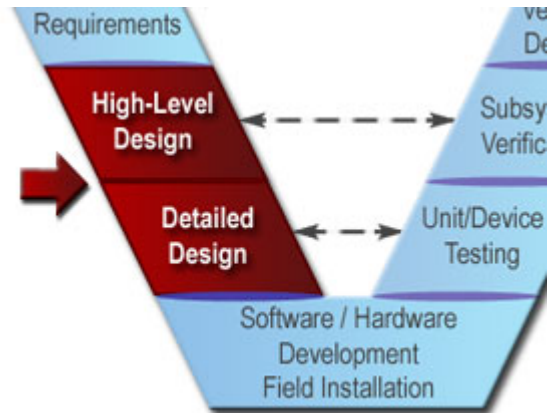 Requirements
High-Level
Design
Detailed
Design
Unit/Device
Testing
Software / Hardware
Development
Field Installation